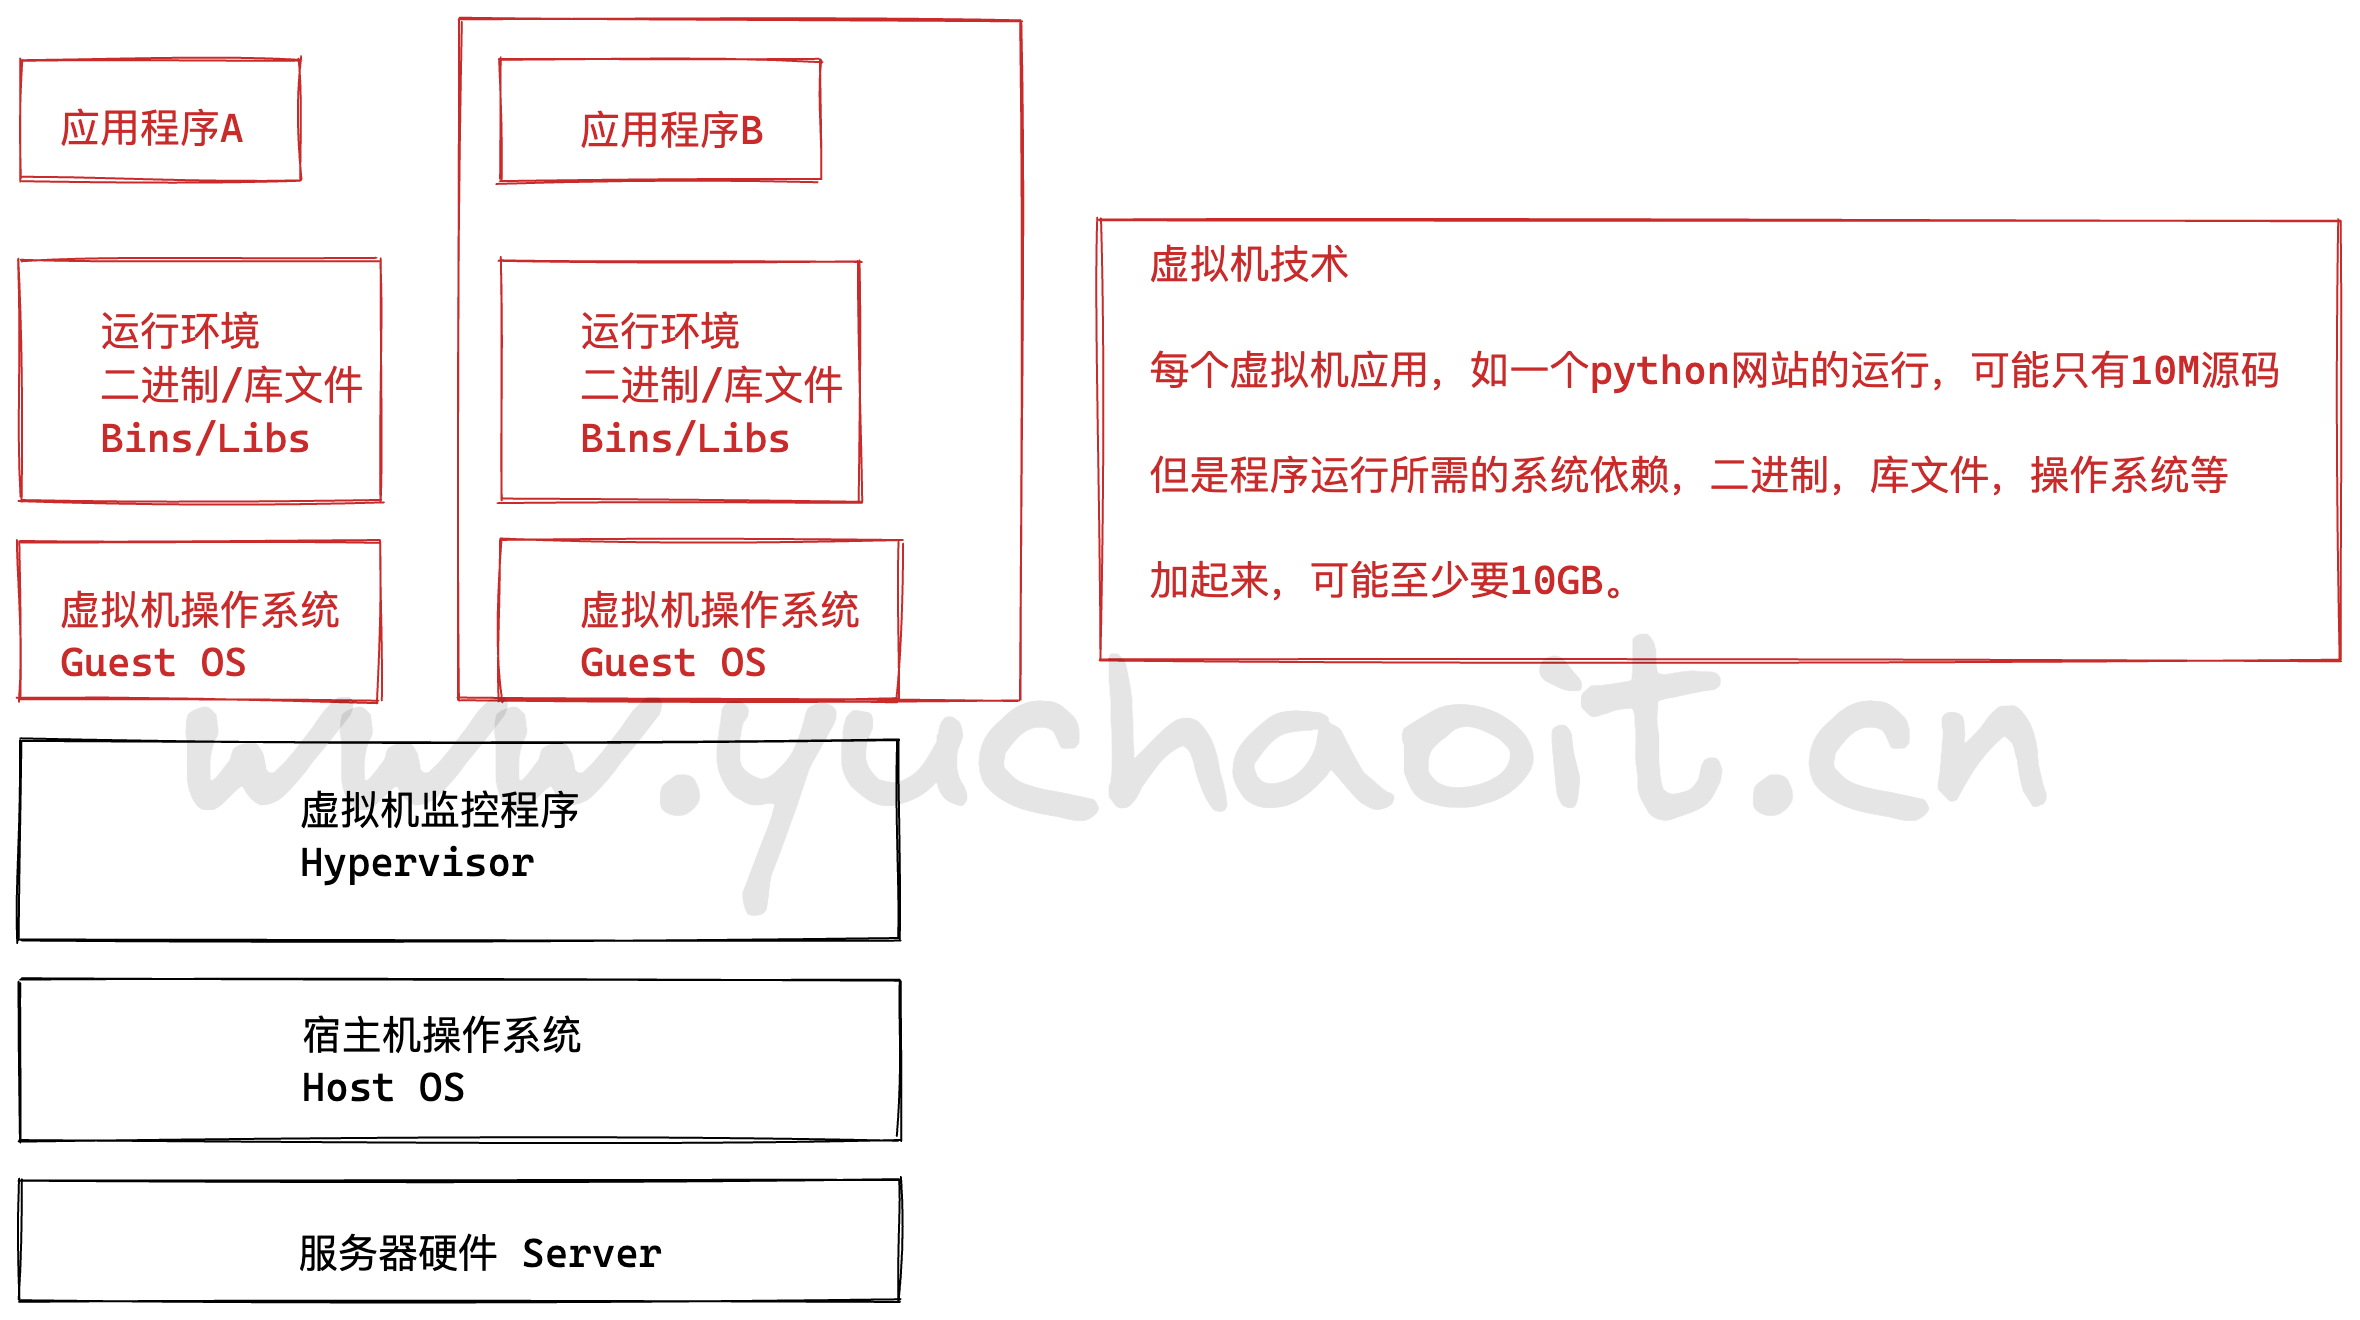 应用程序A
应用程序B
运行环境
二进制/库文件
Bins/Libs
运行环境
二进制/库文件
Bins/Libs
虚拟机操作系统
Guest OS
虚拟机操作系统
Guest OS
虚拟机技术
每个虚拟机应用，如一个python网站的运行，可能只有10M源码
但是程序运行所需的系统依赖，二进制，库文件，操作系统等
加起来，可能至少要10GB。
www.yuchaoit.cn
虚拟机监控程序
Hypervisor
宿主机操作系统
Host OS
服务器硬件 Server